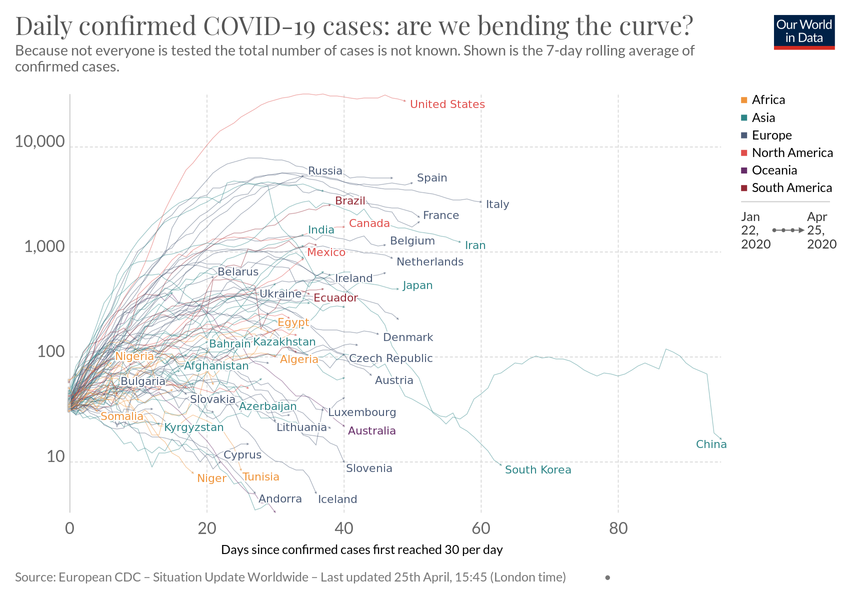 Daily confirmed COVID-19 cases: are we bending the curve?
Because not everyone is tested the total number of cases is not known. Shown is the 7-day rolling average of
confirmed cases.
Our World
in Data
Africa
Asia
Europe
North America
Oceania
South America
Jan
22,
2020
Apr
25,
2020
10,000
1,000
100
10
United States
Russia
Spain
Brazil
Italy
France
Canada
India
Belgium
Iran
Mexico
Netherlands
Belarus
Ireland
Japan
Ukraine
Ecuador
Egypt
Denmark
Bahrain
Kazakhstan
Nigeria
Algeria
Czech Republic
Afghanistan
Bulgaria
Austria
Slovakia
Azerbaijan
Luxembourg
Somalia
Kyrgyzstan
Lithuania
Australia
China
Cyprus
Slovenia
South Korea
Niger
Tunisia
Andorra
Iceland
0
20
40
60
80
Days since confirmed cases first reached 30 per day
Source: European CDC – Situation Update Worldwide – Last updated 25th April, 15:45 (London time)